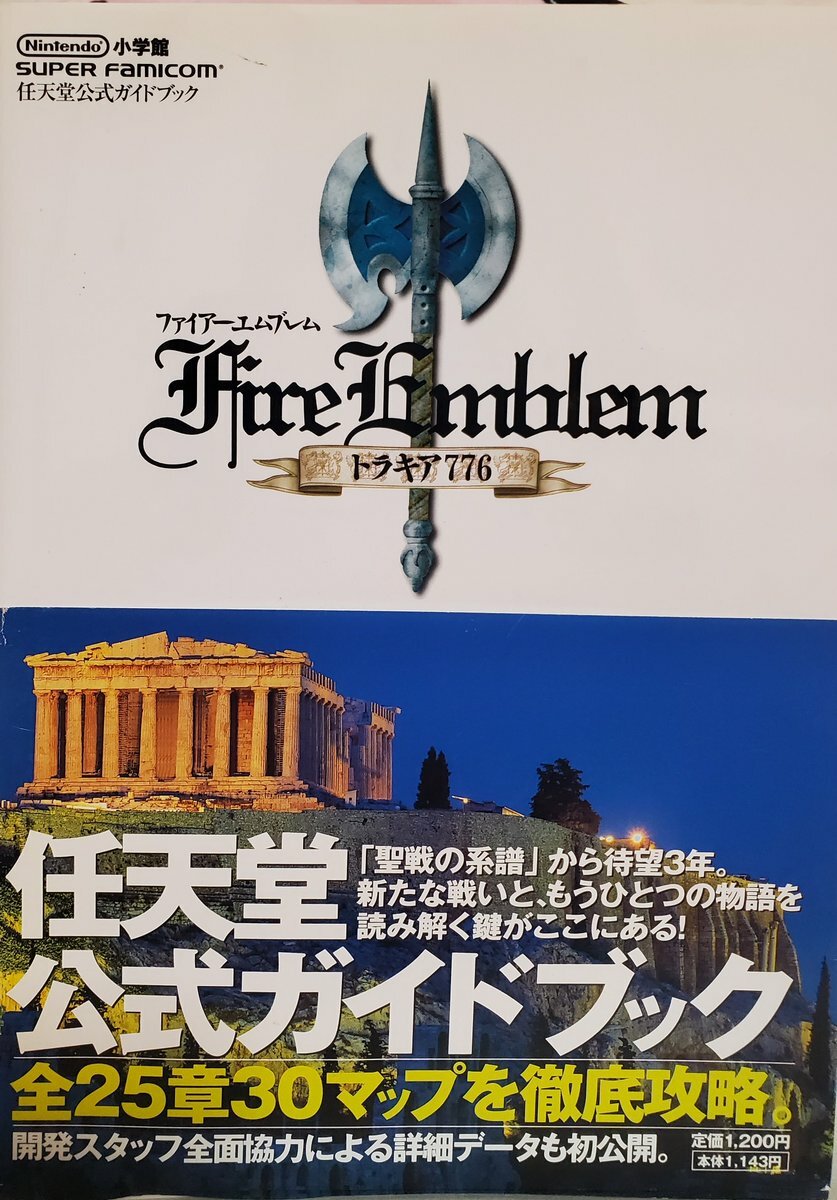 Nintendo 小学館
SUPER FAMICOM
任天堂公式ガイドブック
ファイアーエムブレム
Fire Emblem
トラキア776
任天堂
「聖戦の系譜」から待望3年。
新たな戦いと、もうひとつの物語を
読み解く鍵がここにある!
公式ガイドブック
全25章30マップを徹底攻略。
開発スタッフ全面協力による詳細データも初公開。
定価1,200円
本体1,143円